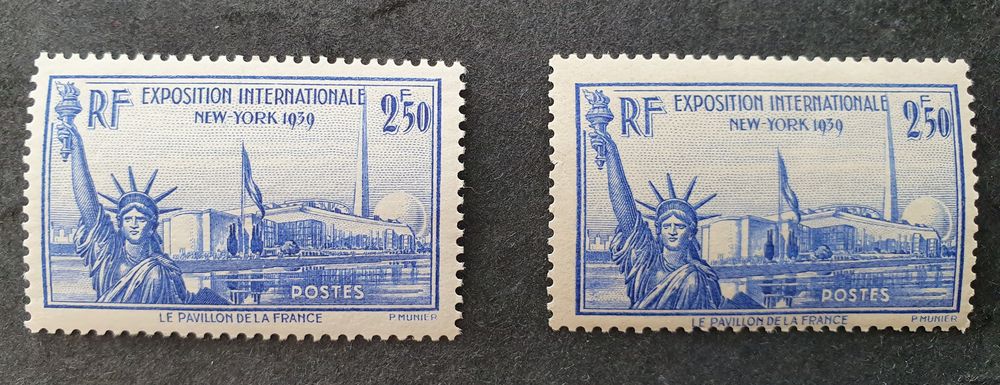 RF EXPOSITION INTERNATIONALE 2F50
NEW-YORK 1939
POSTES
LE PAVILLON DE LA FRANCE P. MUNIER
RF EXPOSITION INTERNATIONALE 2F50
NEW-YORK 1939
POSTES
LE PAVILLON DE LA FRANCE P. MUNIER